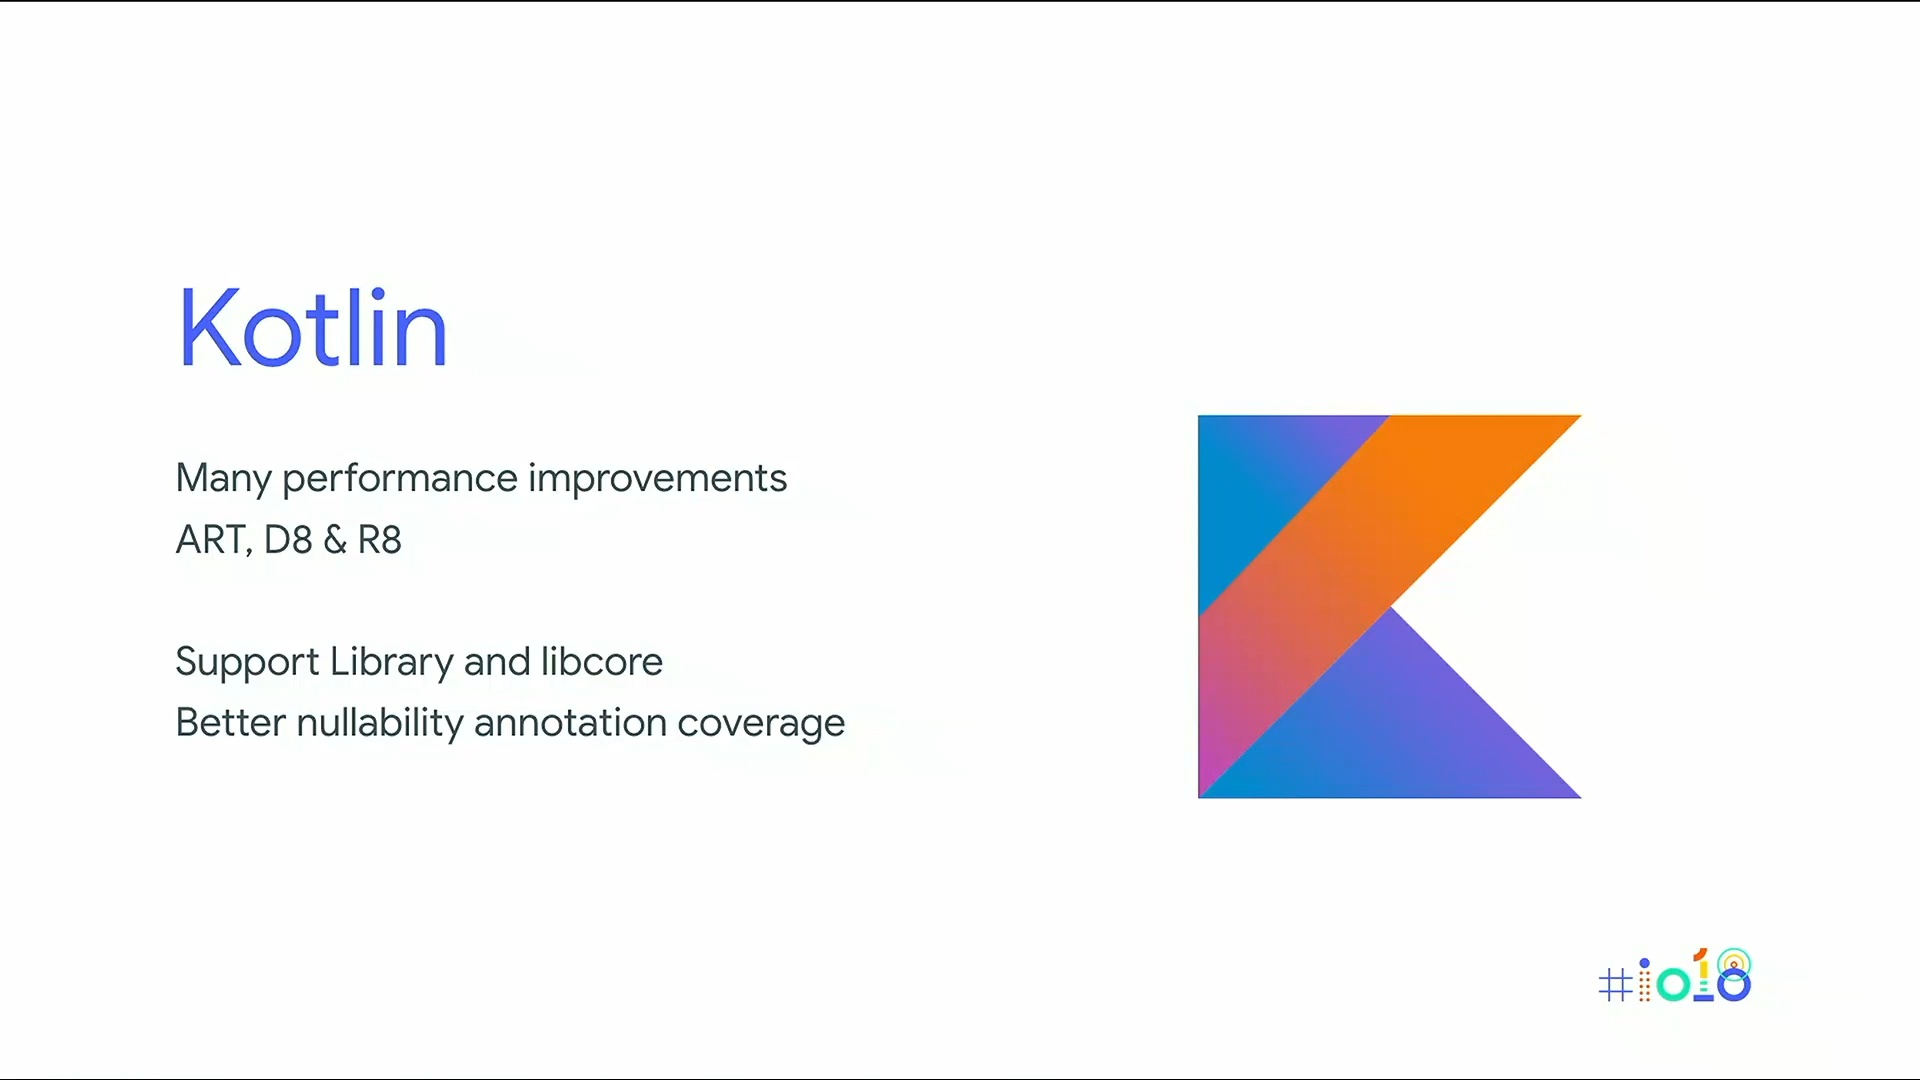 Kotlin
Many performance improvements
ART, D8 & R8
Support Library and libcore
Better nullability annotation coverage
#io18